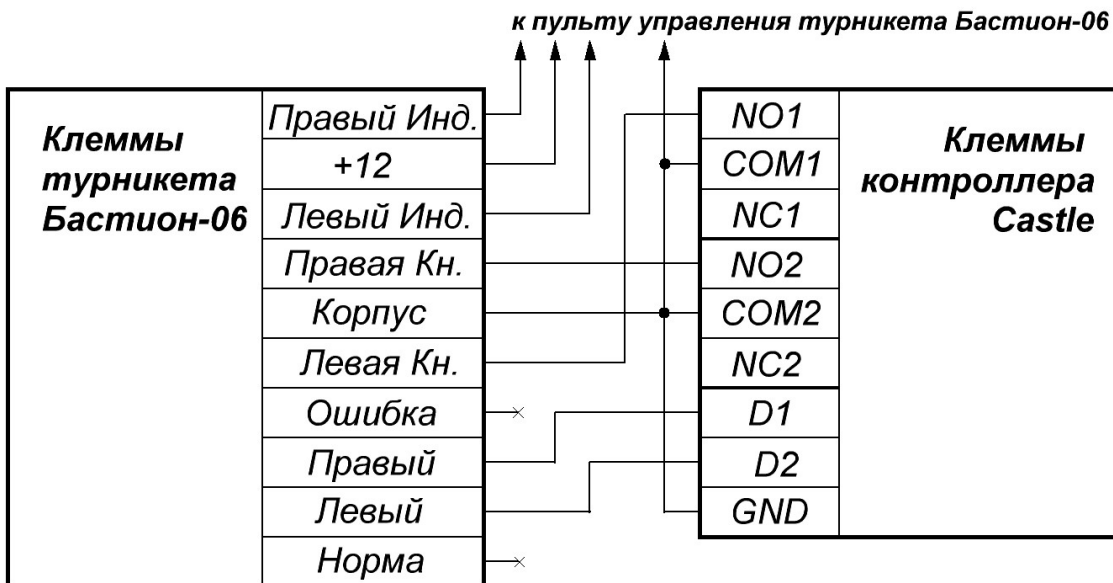 к пульту управления турникета Бастион-06
Клеммы
турникета
Бастион-06
Правый Инд.
+12
Левый Инд.
Правая Кн.
Корпус
Левая Кн.
Ошибка
Правый
Левый
Норма
NO1
COM1
NC1
NO2
COM2
NC2
D1
D2
GND
Клеммы
контроллера
Castle